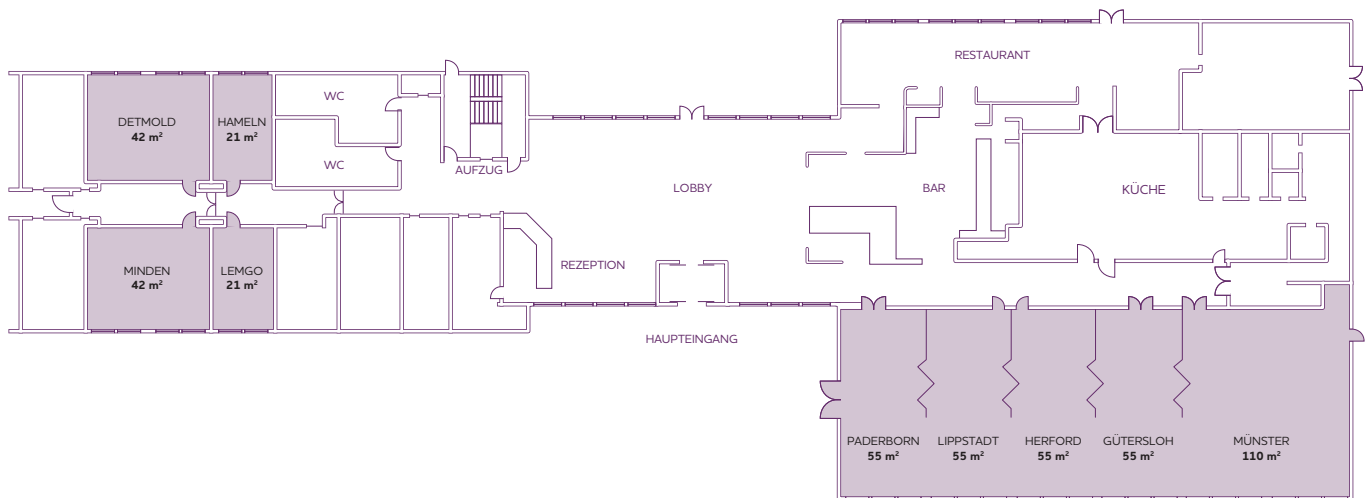 RESTAURANT
WC
DETMOLD
42 m²
HAMELN
21 m²
WC
AUFZUG
LOBBY
BAR
KÜCHE
MINDEN
42 m²
LEMGO
21 m²
REZEPTION
HAUPTEINGANG
PADERBORN
55 m²
LIPPSTADT
55 m²
HERFORD
55 m²
GÜTERSLOH
55 m²
MÜNSTER
110 m²